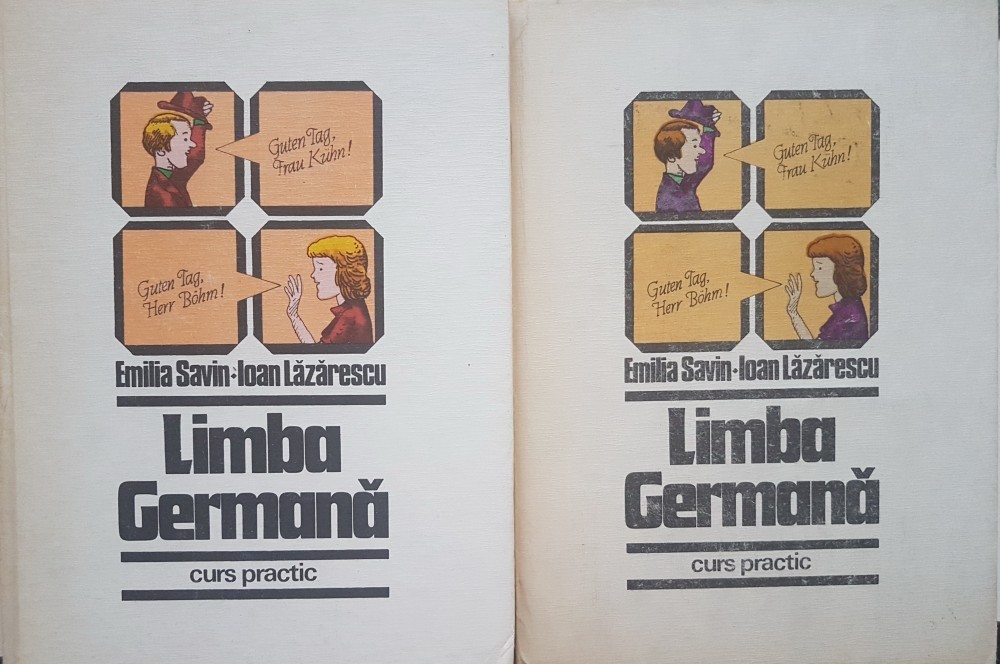 Guten Tag,
Frau Kühn!
Guten Tag,
Herr Böhm!
Emilia Savin•Ioan Lăzărescu
Limba
Germană
curs practic
Guten Tag,
Frau Kühn!
Guten Tag,
Herr Böhm!
Emilia Savin•Ioan Lăzărescu
Limba
Germană
curs practic